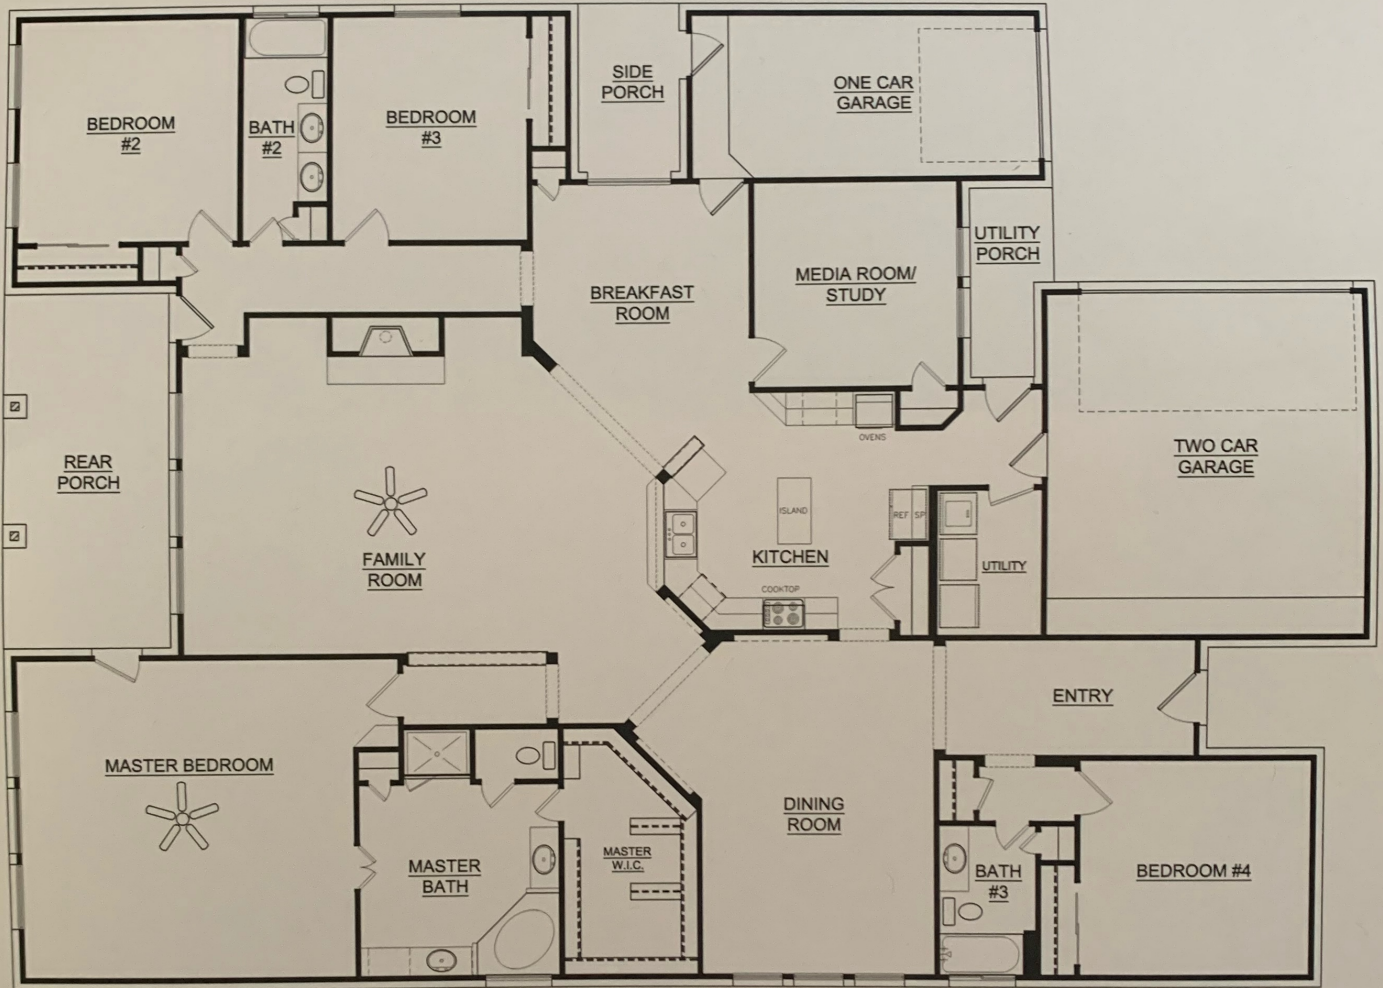 BEDROOM
#2
BATH
#2
BEDROOM
#3
SIDE
PORCH
ONE CAR
GARAGE
BREAKFAST
ROOM
MEDIA ROOM/
STUDY
UTILITY
PORCH
REAR
PORCH
FAMILY
ROOM
OVENS
ISLAND
REF
SP
KITCHEN
COOKTOP
UTILITY
TWO CAR
GARAGE
MASTER BEDROOM
MASTER
BATH
MASTER
W.I.C.
DINING
ROOM
ENTRY
BATH
#3
BEDROOM #4